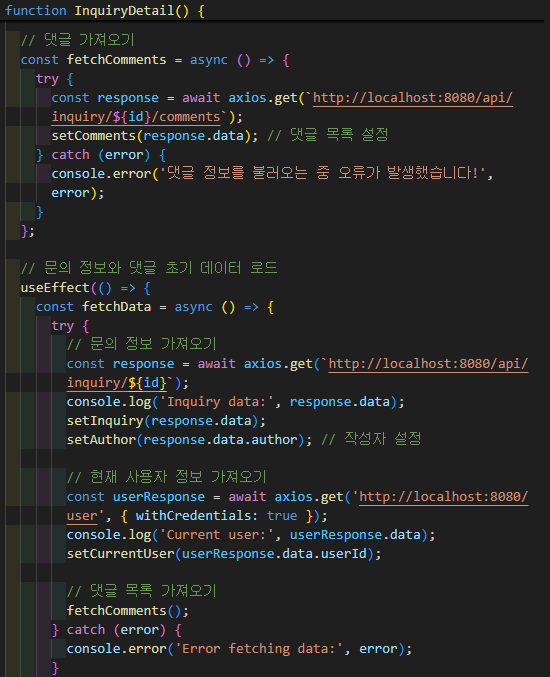 function InquiryDetail() {
// 댓글 가져오기
const fetchComments = async () => {
try {
const response = await axios.get(`http://localhost:8080/api/
inquiry/${id}/comments`);
setComments(response.data); // 댓글 목록 설정
} catch (error) {
console.error('댓글 정보를 불러오는 중 오류가 발생했습니다!',
error);
}
};
// 문의 정보와 댓글 초기 데이터 로드
useEffect(() => {
const fetchData = async () => {
try {
// 문의 정보 가져오기
const response = await axios.get(`http://localhost:8080/api/
inquiry/${id}`);
console.log('Inquiry data:', response.data);
setInquiry(response.data);
setAuthor(response.data.author); // 작성자 설정
// 현재 사용자 정보 가져오기
const userResponse = await axios.get('http://localhost:8080/
user', { withCredentials: true });
console.log('Current user:', userResponse.data);
setCurrentUser(userResponse.data.userId);
// 댓글 목록 가져오기
fetchComments();
} catch (error) {
console.error('Error fetching data:', error);
}